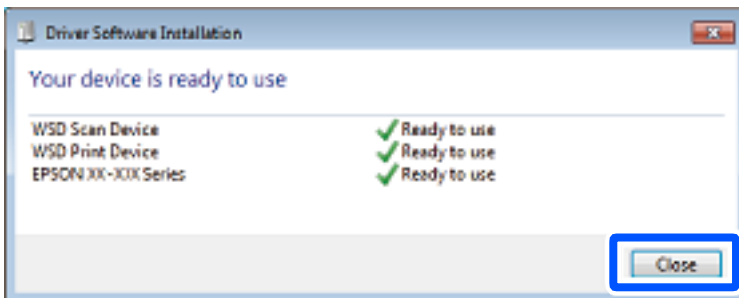 Driver Software Installation
Your device is ready to use
WSD Scan Device Ready to use
WSD Print Device Ready to use
EPSON XX-XXX Series Ready to use
Close